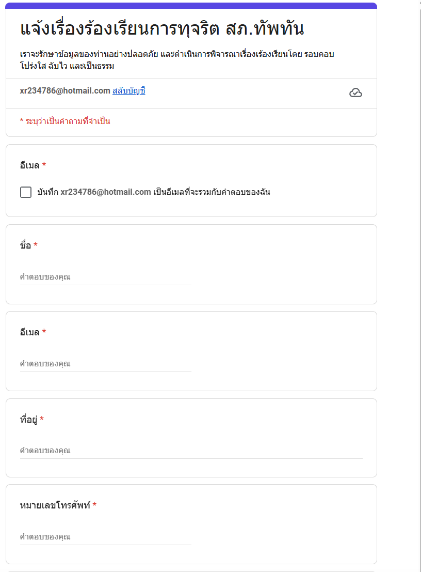 แจ้งเรื่องร้องเรียนการทุจริต สภ.ทัพทัน
เราจะรักษาข้อมูลของท่านอย่างปลอดภัย และดำเนินการพิจารณาเรื่องร้องเรียนโดย รอบคอบ
โปร่งใส ฉับไว และเป็นธรรม
xr234786@hotmail.com สลับบัญชี
* ระบุว่าเป็นคำถามที่จำเป็น
อีเมล *
บันทึก xr234786@hotmail.com เป็นอีเมลที่จะรวมกับคำตอบของฉัน
ชื่อ *
คำตอบของคุณ
อีเมล *
คำตอบของคุณ
ที่อยู่ *
คำตอบของคุณ
หมายเลขโทรศัพท์ *
คำตอบของคุณ